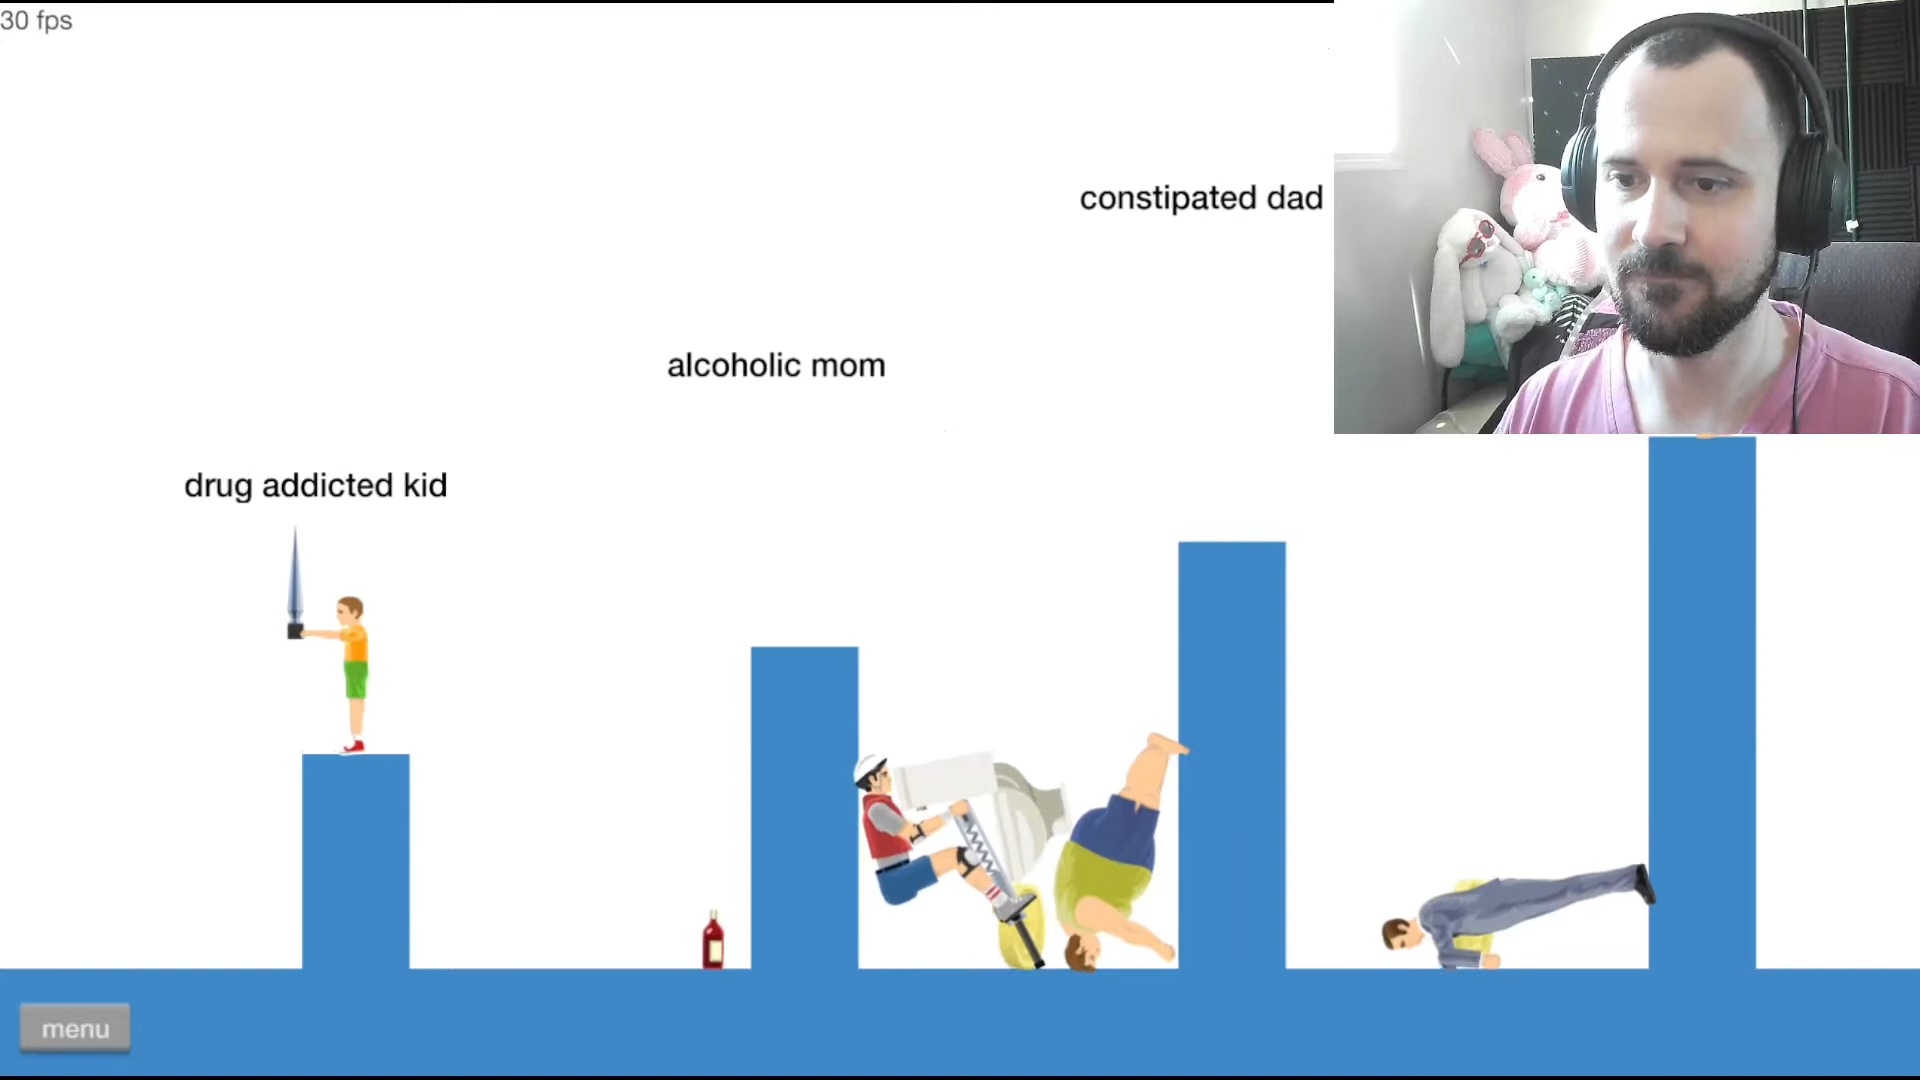 30 fps
constipated dad
alcoholic mom
drug addicted kid
menu